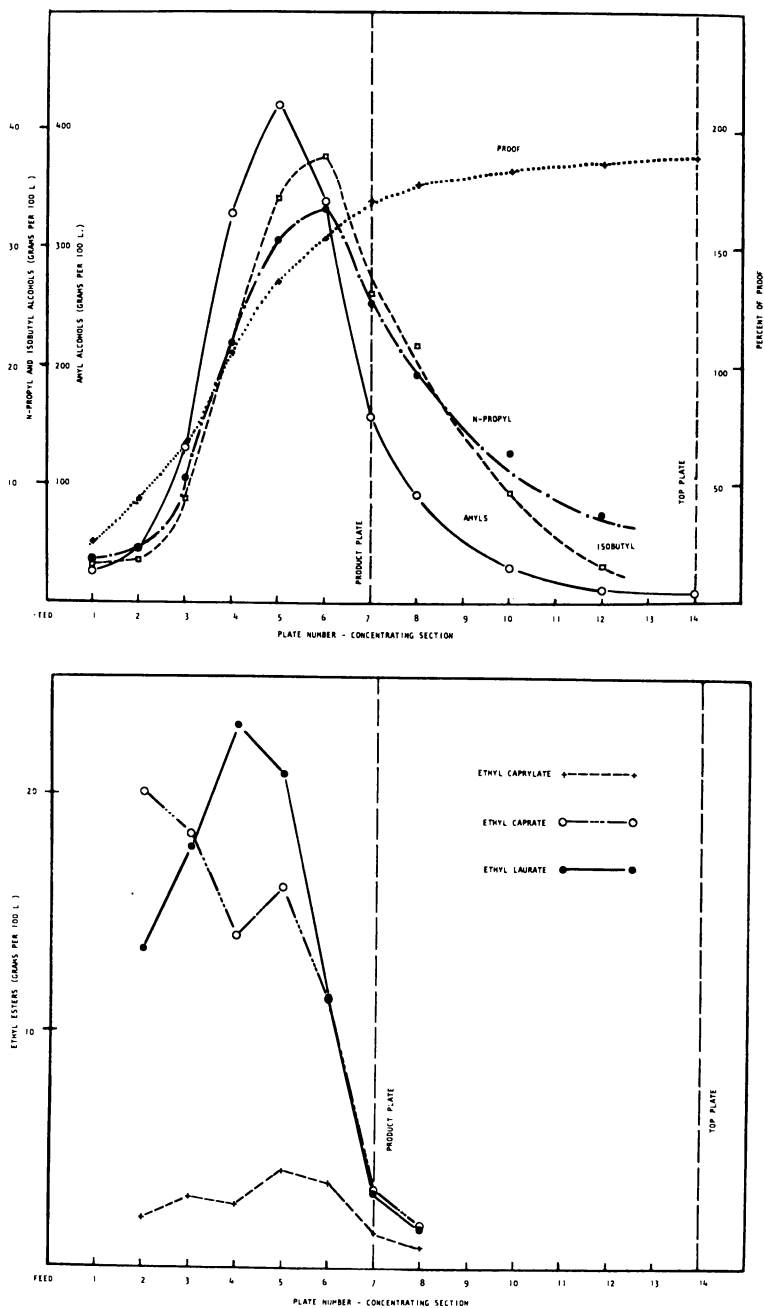 N-PROPYL AND ISOBUTYL ALCOHOLS (GRAMS PER 100 L )
40
30
20
10
AMYL ALCOHOLS (GRAMS PER 100 L.)
400
300
200
100
PROOF
N-PROPYL
AMYLS
ISOBUTYL
PRODUCT PLATE
TOP PLATE
200
150
100
50
PERCENT OF PROOF
FEED 1 2 3 4 5 6 7 8 9 10 11 12 13 14
PLATE NUMBER - CONCENTRATING SECTION
ETHYL ESTERS (GRAMS PER 100 L )
20
10
ETHYL CAPRYLATE
ETHYL CAPRATE
ETHYL LAURATE
PRODUCT PLATE
TOP PLATE
FEED 1 2 3 4 5 6 7 8 9 10 11 12 13 14
PLATE NUMBER - CONCENTRATING SECTION